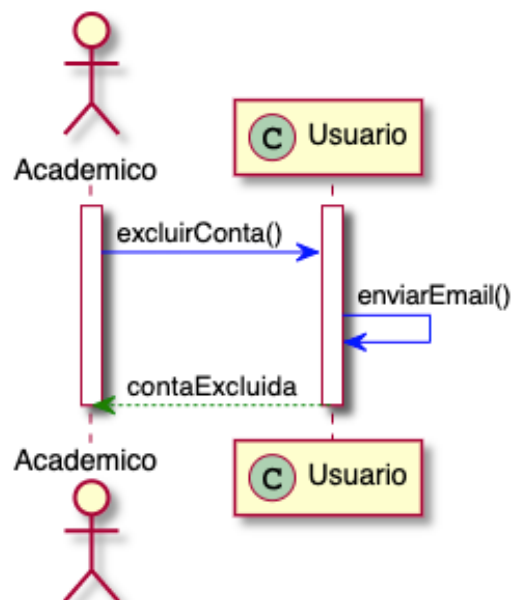 Academico
C Usuario
excluirConta()
enviarEmail()
contaExcluida
Academico
C Usuario